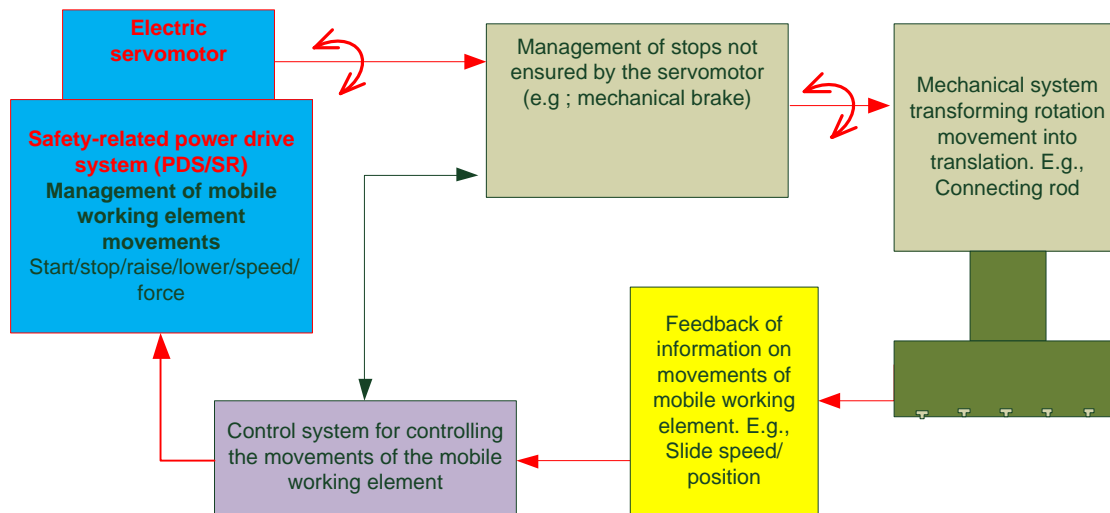 Electric
servomotor
Safety-related power drive
system (PDS/SR)
Management of mobile
working element
movements
Start/stop/raise/lower/speed/
force
Management of stops not
ensured by the servomotor
(e.g ; mechanical brake)
Mechanical system
transforming rotation
movement into
translation. E.g.,
Connecting rod
Feedback of
information on
movements of
mobile working
element. E.g.,
Slide speed/
position
Control system for controlling
the movements of the mobile
working element